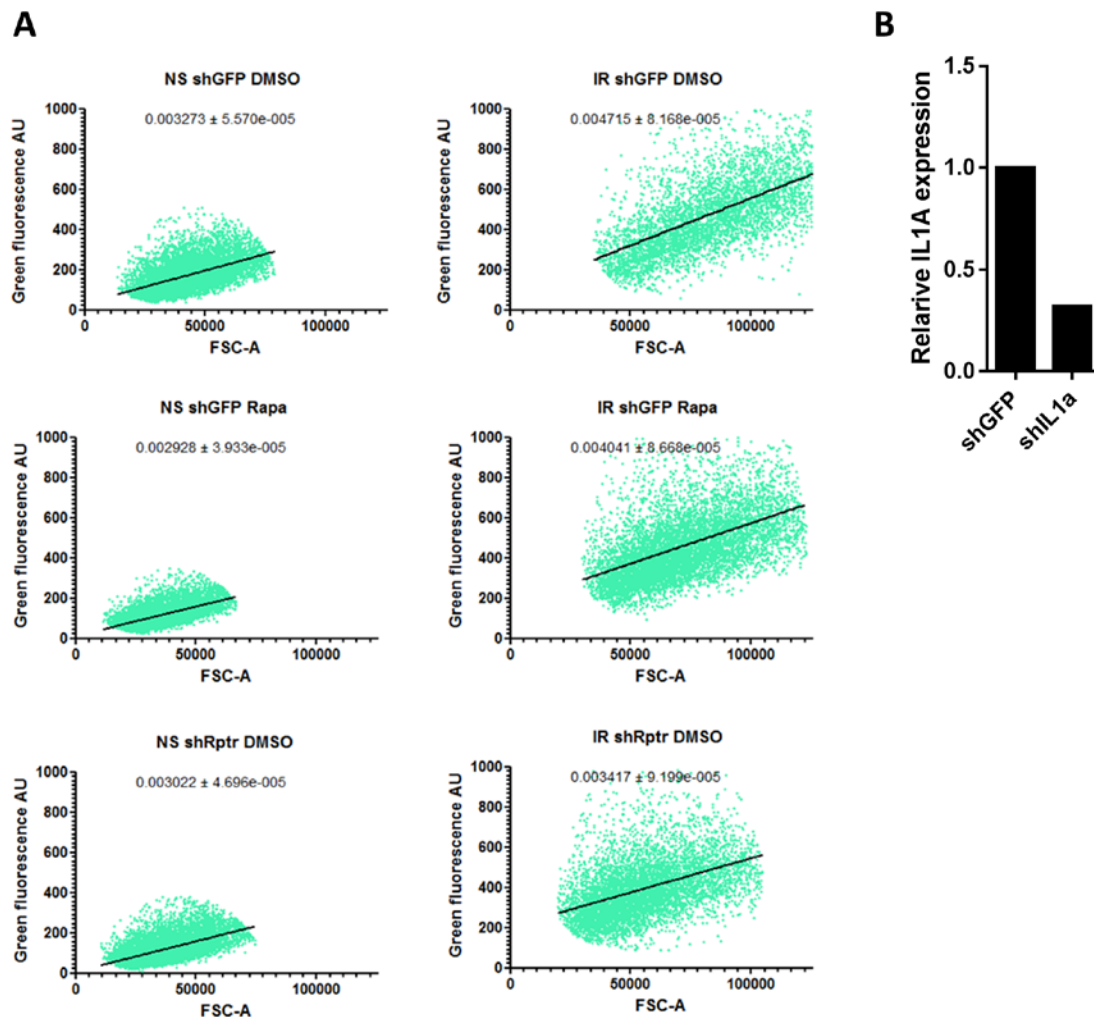 A
B
NS shGFP DMSO
0.003273 ± 5.570e-005
Green fluorescence AU
1000
800
600
400
200
0
0 50000 100000
FSC-A
IR shGFP DMSO
0.004715 ± 8.168e-005
Green fluorescence AU
1000
800
600
400
200
0
0 50000 100000
FSC-A
Relarive IL1A expression
1.5
1.0
0.5
0.0
shGFP
shIL1a
NS shGFP Rapa
0.002928 ± 3.933e-005
Green fluorescence AU
1000
800
600
400
200
0
0 50000 100000
FSC-A
IR shGFP Rapa
0.004041 ± 8.668e-005
Green fluorescence AU
1000
800
600
400
200
0
0 50000 100000
FSC-A
NS shRptr DMSO
0.003022 ± 4.696e-005
Green fluorescence AU
1000
800
600
400
200
0
0 50000 100000
FSC-A
IR shRptr DMSO
0.003417 ± 9.199e-005
Green fluorescence AU
1000
800
600
400
200
0
0 50000 100000
FSC-A